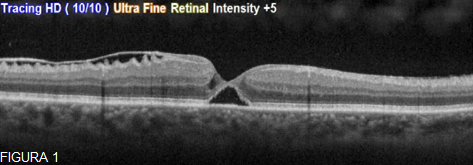 Tracing HD ( 10/10 ) Ultra Fine Retinal Intensity +5
FIGURA 1